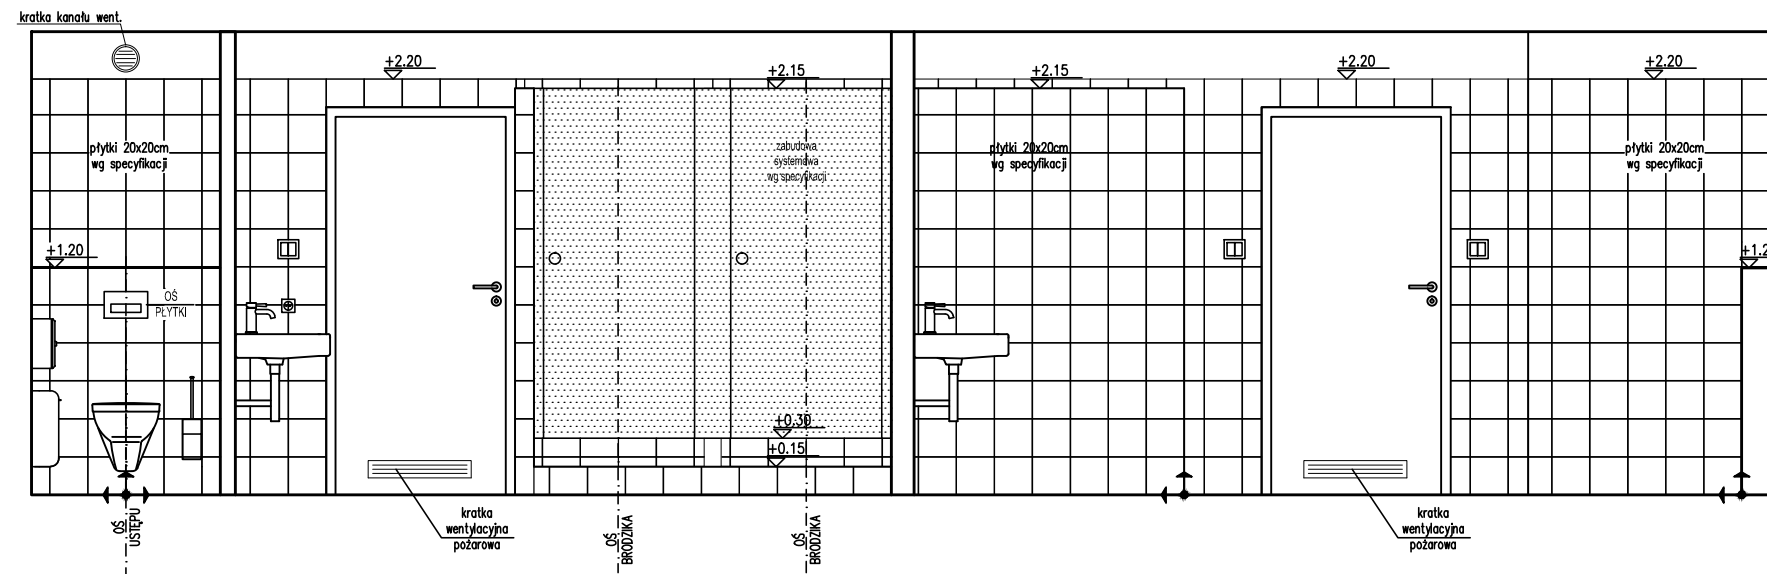 kratka kanału went.
+2.20
+2.15
+2.15
+2.20
+2.20
płytki 20x20cm
wg specyfikacji
zabudowa
systemowa
wg specyfikacji
płytki 20x20cm
wg specyfikacji
płytki 20x20cm
wg specyfikacji
+1.20
+1.2
OŚ
PŁYTKI
+0.30
+0.15
OŚ
USTĘPU
kratka
wentylacyjna
pożarowa
OŚ
BRODZIKA
OŚ
BRODZIKA
kratka
wentylacyjna
pożarowa